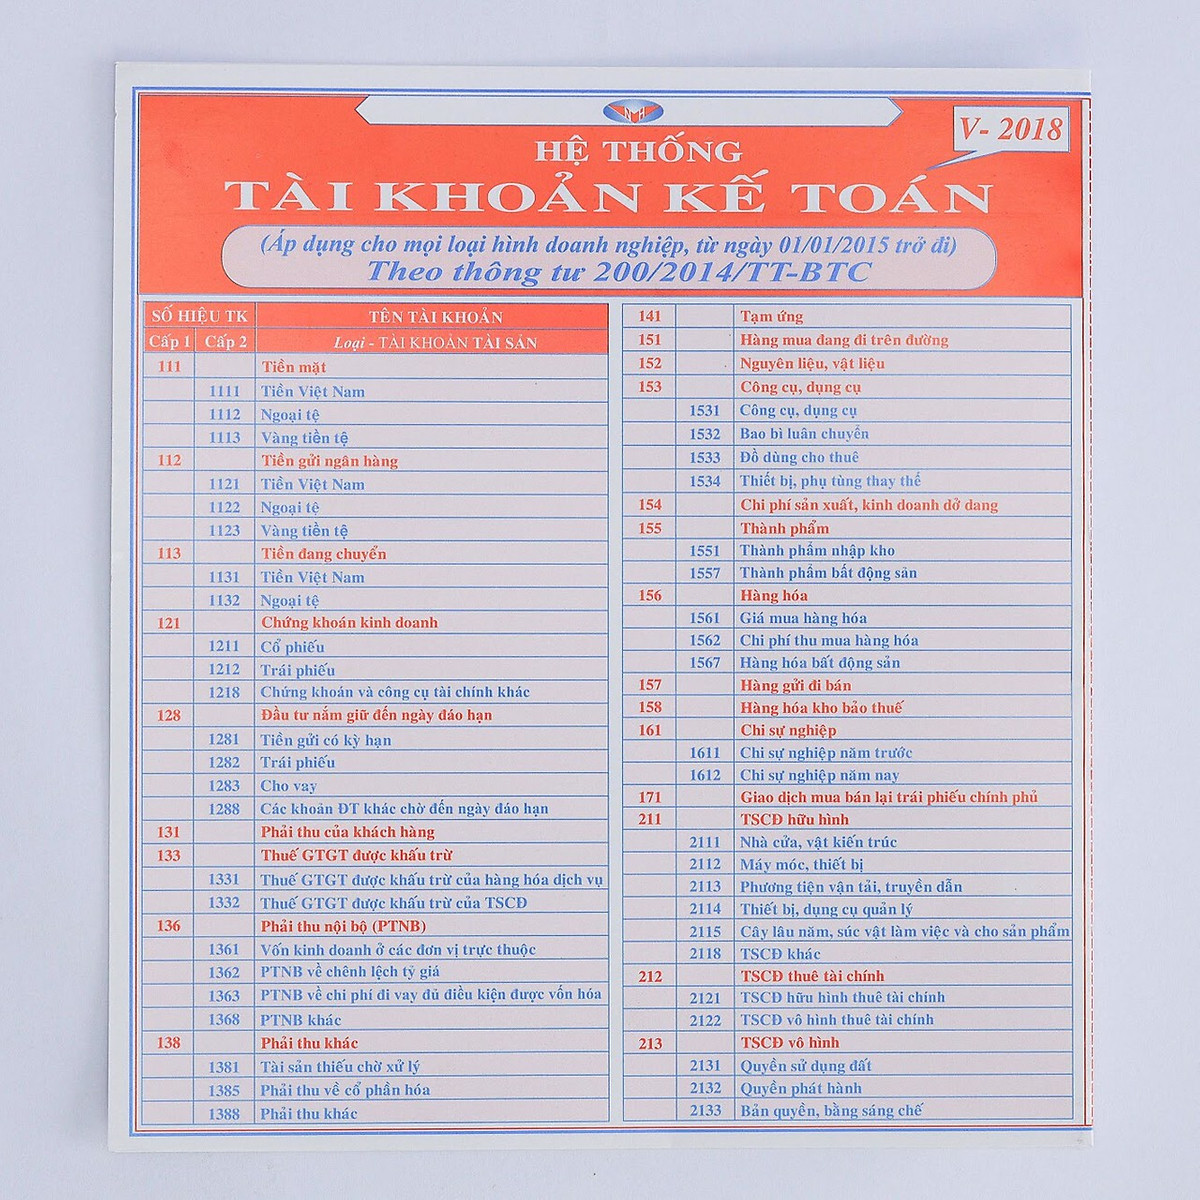 NMH
V- 2018
HỆ THỐNG
TÀI KHOẢN KẾ TOÁN
(Áp dụng cho mọi loại hình doanh nghiệp, từ ngày 01/01/2015 trở đi)
Theo thông tư 200/2014/TT-BTC
SỐ HIỆU TK TÊN TÀI KHOẢN
Cấp 1 Cấp 2 Loại - TÀI KHOẢN TÀI SẢN
111 Tiền mặt
1111 Tiền Việt Nam
1112 Ngoại tệ
1113 Vàng tiền tệ
112 Tiền gửi ngân hàng
1121 Tiền Việt Nam
1122 Ngoại tệ
1123 Vàng tiền tệ
113 Tiền đang chuyển
1131 Tiền Việt Nam
1132 Ngoại tệ
121 Chứng khoán kinh doanh
1211 Cổ phiếu
1212 Trái phiếu
1218 Chứng khoán và công cụ tài chính khác
128 Đầu tư nắm giữ đến ngày đáo hạn
1281 Tiền gửi có kỳ hạn
1282 Trái phiếu
1283 Cho vay
1288 Các khoản ĐT khác chờ đến ngày đáo hạn
131 Phải thu của khách hàng
133 Thuế GTGT được khấu trừ
1331 Thuế GTGT được khấu trừ của hàng hóa dịch vụ
1332 Thuế GTGT được khấu trừ của TSCĐ
136 Phải thu nội bộ (PTNB)
1361 Vốn kinh doanh ở các đơn vị trực thuộc
1362 PTNB về chênh lệch tỷ giá
1363 PTNB về chi phí đi vay đủ điều kiện được vốn hóa
1368 PTNB khác
138 Phải thu khác
1381 Tài sản thiếu chờ xử lý
1385 Phải thu về cổ phần hóa
1388 Phải thu khác
141 Tạm ứng
151 Hàng mua đang đi trên đường
152 Nguyên liệu, vật liệu
153 Công cụ, dụng cụ
1531 Công cụ, dụng cụ
1532 Bao bì luân chuyển
1533 Đồ dùng cho thuê
1534 Thiết bị, phụ tùng thay thế
154 Chi phí sản xuất, kinh doanh dở dang
155 Thành phẩm
1551 Thành phẩm nhập kho
1557 Thành phẩm bất động sản
156 Hàng hóa
1561 Giá mua hàng hóa
1562 Chi phí thu mua hàng hóa
1567 Hàng hóa bất động sản
157 Hàng gửi đi bán
158 Hàng hóa kho bảo thuế
161 Chi sự nghiệp
1611 Chi sự nghiệp năm trước
1612 Chi sự nghiệp năm nay
171 Giao dịch mua bán lại trái phiếu chính phủ
211 TSCĐ hữu hình
2111 Nhà cửa, vật kiến trúc
2112 Máy móc, thiết bị
2113 Phương tiện vận tải, truyền dẫn
2114 Thiết bị, dụng cụ quản lý
2115 Cây lâu năm, súc vật làm việc và cho sản phẩm
2118 TSCĐ khác
212 TSCĐ thuê tài chính
2121 TSCĐ hữu hình thuê tài chính
2122 TSCĐ vô hình thuê tài chính
213 TSCĐ vô hình
2131 Quyền sử dụng đất
2132 Quyền phát hành
2133 Bản quyền, bằng sáng chế